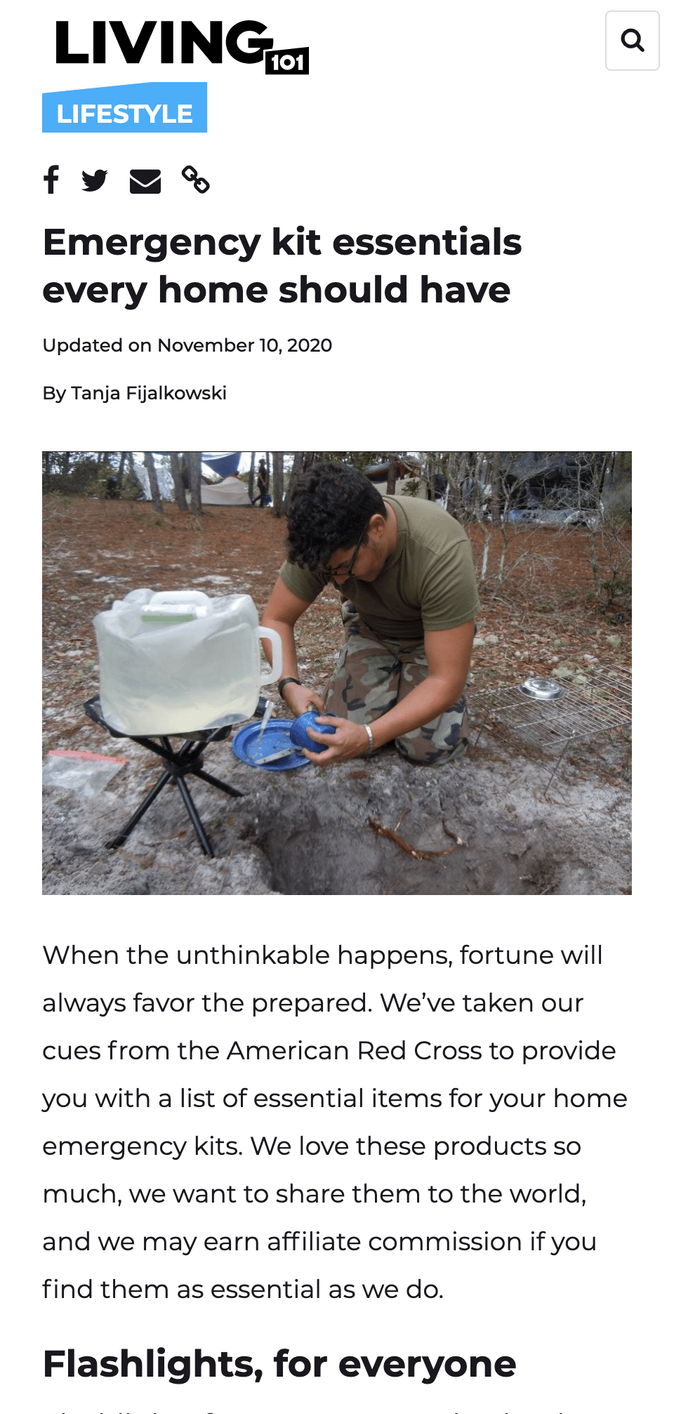 LIVING
101
LIFESTYLE
Emergency kit essentials
every home should have
Updated on November 10, 2020
By Tanja Fijalkowski
When the unthinkable happens, fortune will
always favor the prepared. We’ve taken our
cues from the American Red Cross to provide
you with a list of essential items for your home
emergency kits. We love these products so
much, we want to share them to the world,
and we may earn affiliate commission if you
find them as essential as we do.
Flashlights, for everyone